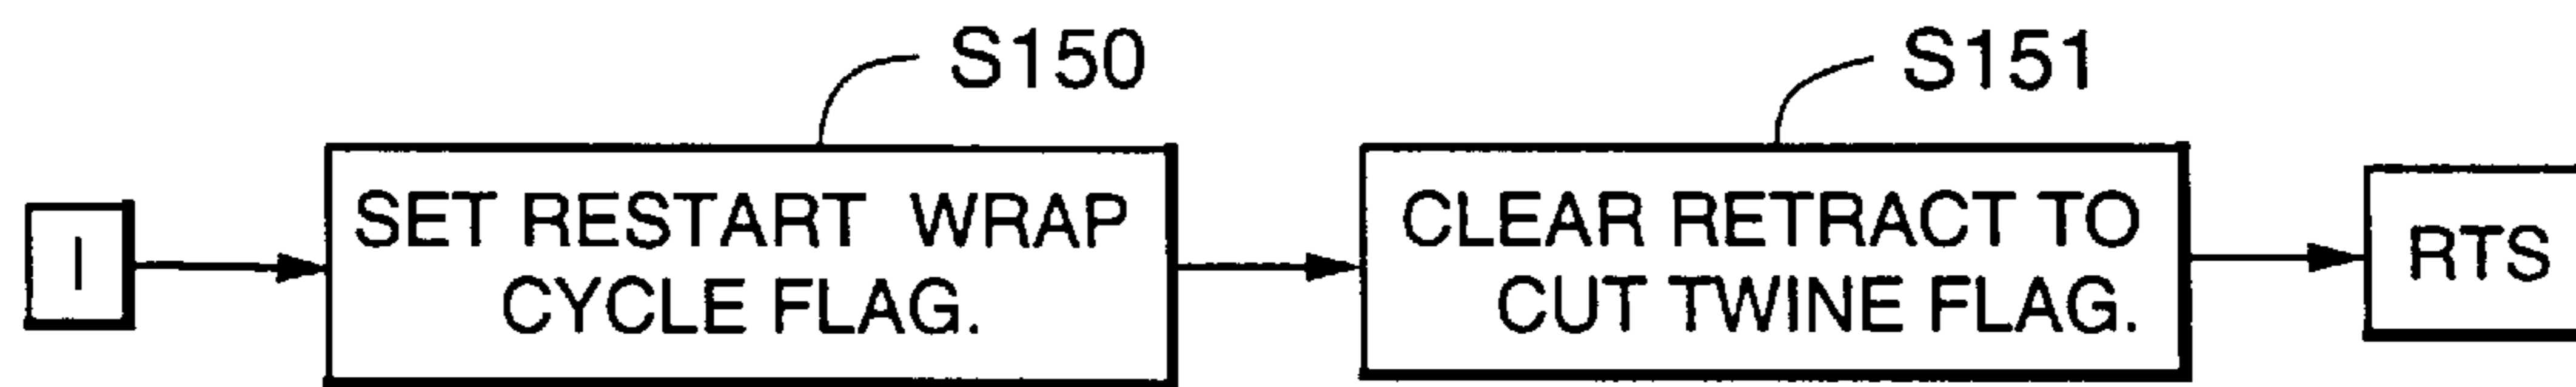 S150
S151
I
SET RESTART WRAP
CYCLE FLAG.
CLEAR RETRACT TO
CUT TWINE FLAG.
RTS